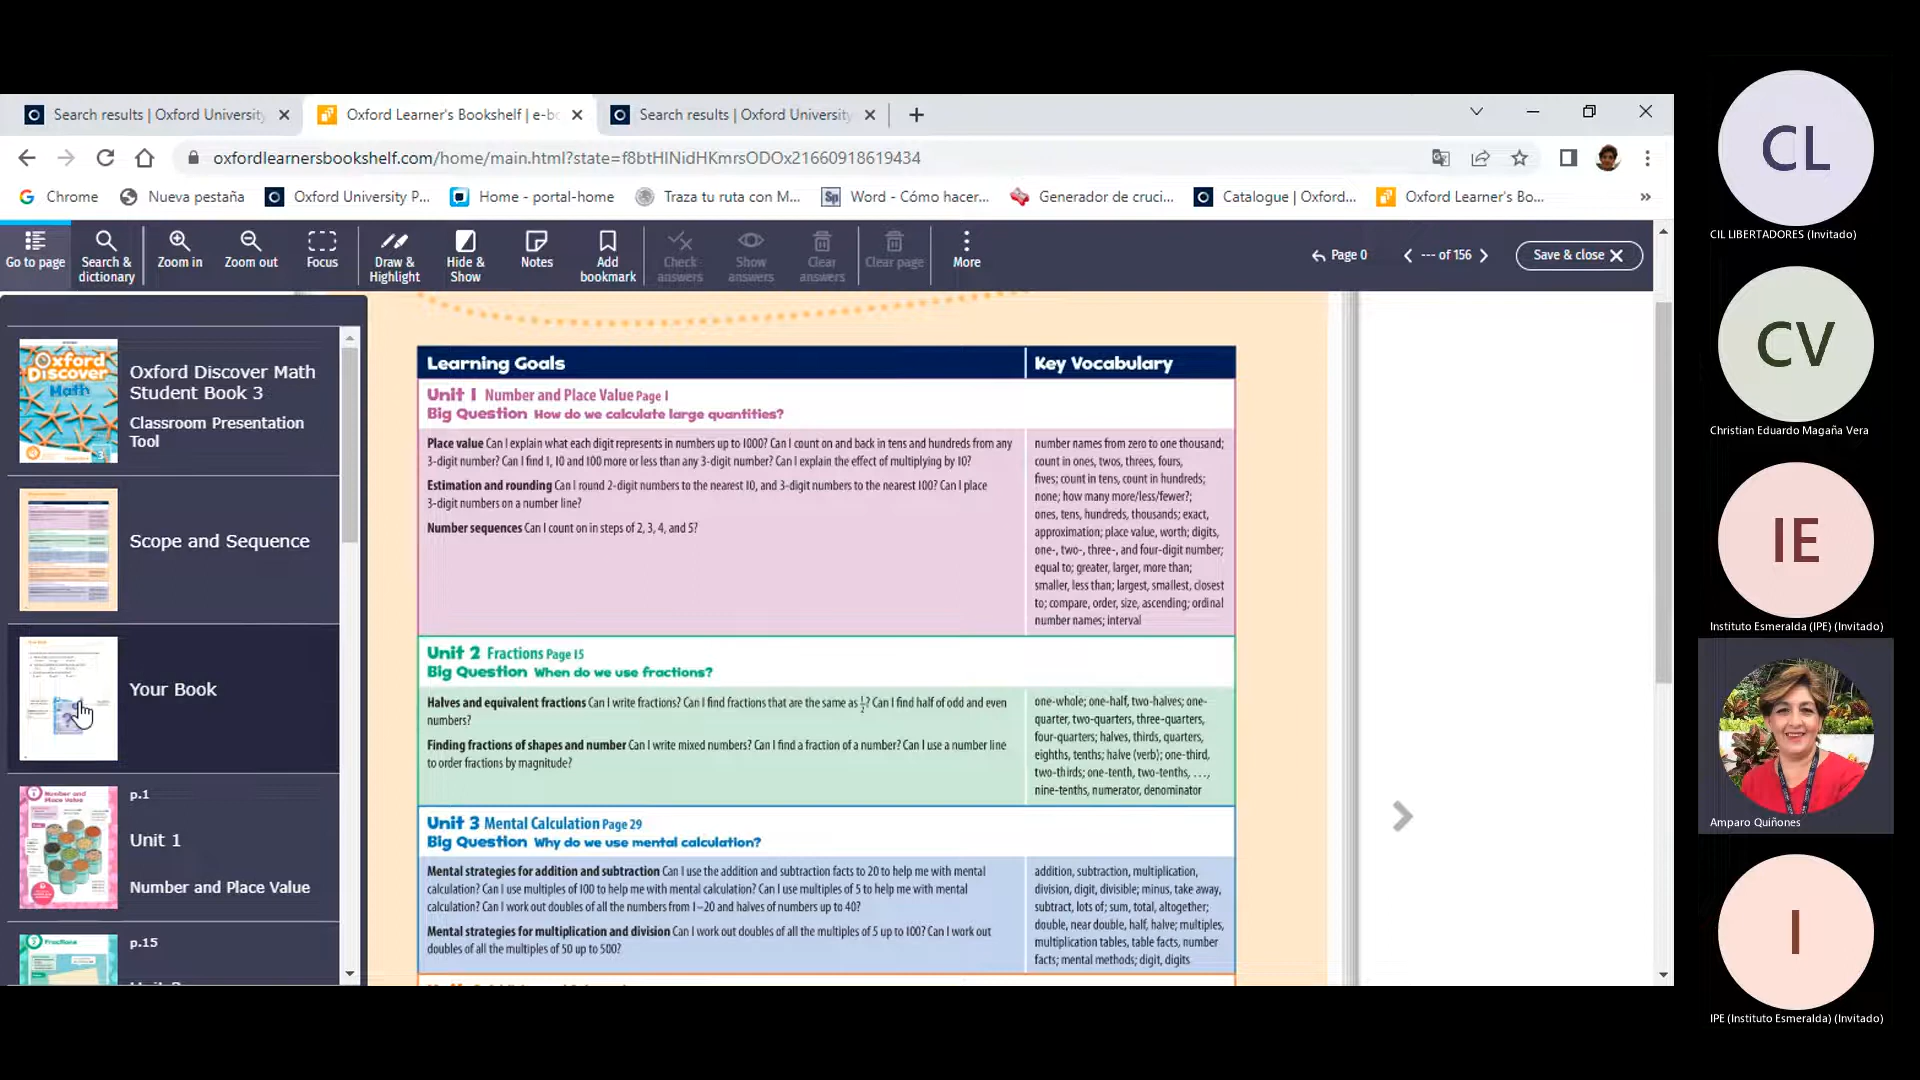 Search results | Oxford University
Oxford Learner's Bookshelf | e-bo
Search results | Oxford University
oxfordlearnersbookshelf.com/home/main.html?state=f8btHINidHKmrsODOx21660918619434
Chrome
Nueva pestaña
Oxford University P...
Home - portal-home
Traza tu ruta con M...
Sp
Word - Cómo hacer...
Generador de cruci...
Catalogue | Oxford...
Oxford Learner's Bo...
»
Go to page
Search & dictionary
Zoom in
Zoom out
Focus
Draw & Highlight
Hide & Show
Notes
Add bookmark
Check answers
Show answers
Clear answers
Clear page
More
Page 0
--- of 156
Save & close
Oxford Discover Math
Oxford Discover Math
Student Book 3
Classroom Presentation
Tool
Scope and Sequence
Your Book
p.1
Number and Place Value
Unit 1
Number and Place Value
p.15
Fractions
Learning Goals
Key Vocabulary
Unit 1 Number and Place Value Page 1
Big Question How do we calculate large quantities?
Place value Can I explain what each digit represents in numbers up to 1000? Can I count on and back in tens and hundreds from any
3-digit number? Can I find 1, 10 and 100 more or less than any 3-digit number? Can I explain the effect of multiplying by 10?
Estimation and rounding Can I round 2-digit numbers to the nearest 10, and 3-digit numbers to the nearest 100? Can I place
3-digit numbers on a number line?
Number sequences Can I count on in steps of 2, 3, 4, and 5?
number names from zero to one thousand;
count in ones, twos, threes, fours,
fives; count in tens, count in hundreds;
none; how many more/less/fewer?;
ones, tens, hundreds, thousands; exact,
approximation; place value, worth; digits,
one-, two-, three-, and four-digit number;
equal to; greater, larger, more than;
smaller, less than; largest, smallest, closest
to; compare, order, size, ascending; ordinal
number names; interval
Unit 2 Fractions Page 15
Big Question When do we use fractions?
Halves and equivalent fractions Can I write fractions? Can I find fractions that are the same as ½? Can I find half of odd and even
numbers?
Finding fractions of shapes and number Can I write mixed numbers? Can I find a fraction of a number? Can I use a number line
to order fractions by magnitude?
one-whole; one-half, two-halves; one-
quarter, two-quarters, three-quarters,
four-quarters; halves, thirds, quarters,
eighths, tenths; halve (verb); one-third,
two-thirds; one-tenth, two-tenths, ...,
nine-tenths, numerator, denominator
Unit 3 Mental Calculation Page 29
Big Question Why do we use mental calculation?
Mental strategies for addition and subtraction Can I use the addition and subtraction facts to 20 to help me with mental
calculation? Can I use multiples of 100 to help me with mental calculation? Can I use multiples of 5 to help me with mental
calculation? Can I work out doubles of all the numbers from 1–20 and halves of numbers up to 40?
Mental strategies for multiplication and division Can I work out doubles of all the multiples of 5 up to 100? Can I work out
doubles of all the multiples of 50 up to 500?
addition, subtraction, multiplication,
division, digit, divisible; minus, take away,
subtract, lots of; sum, total, altogether;
double, near double, half, halve; multiples,
multiplication tables, table facts, number
facts; mental methods; digit, digits
CL
CIL LIBERTADORES (Invitado)
CV
Christian Eduardo Magaña Vera
IE
Instituto Esmeralda (IPE) (Invitado)
Amparo Quiñones
I
IPE (Instituto Esmeralda) (Invitado)